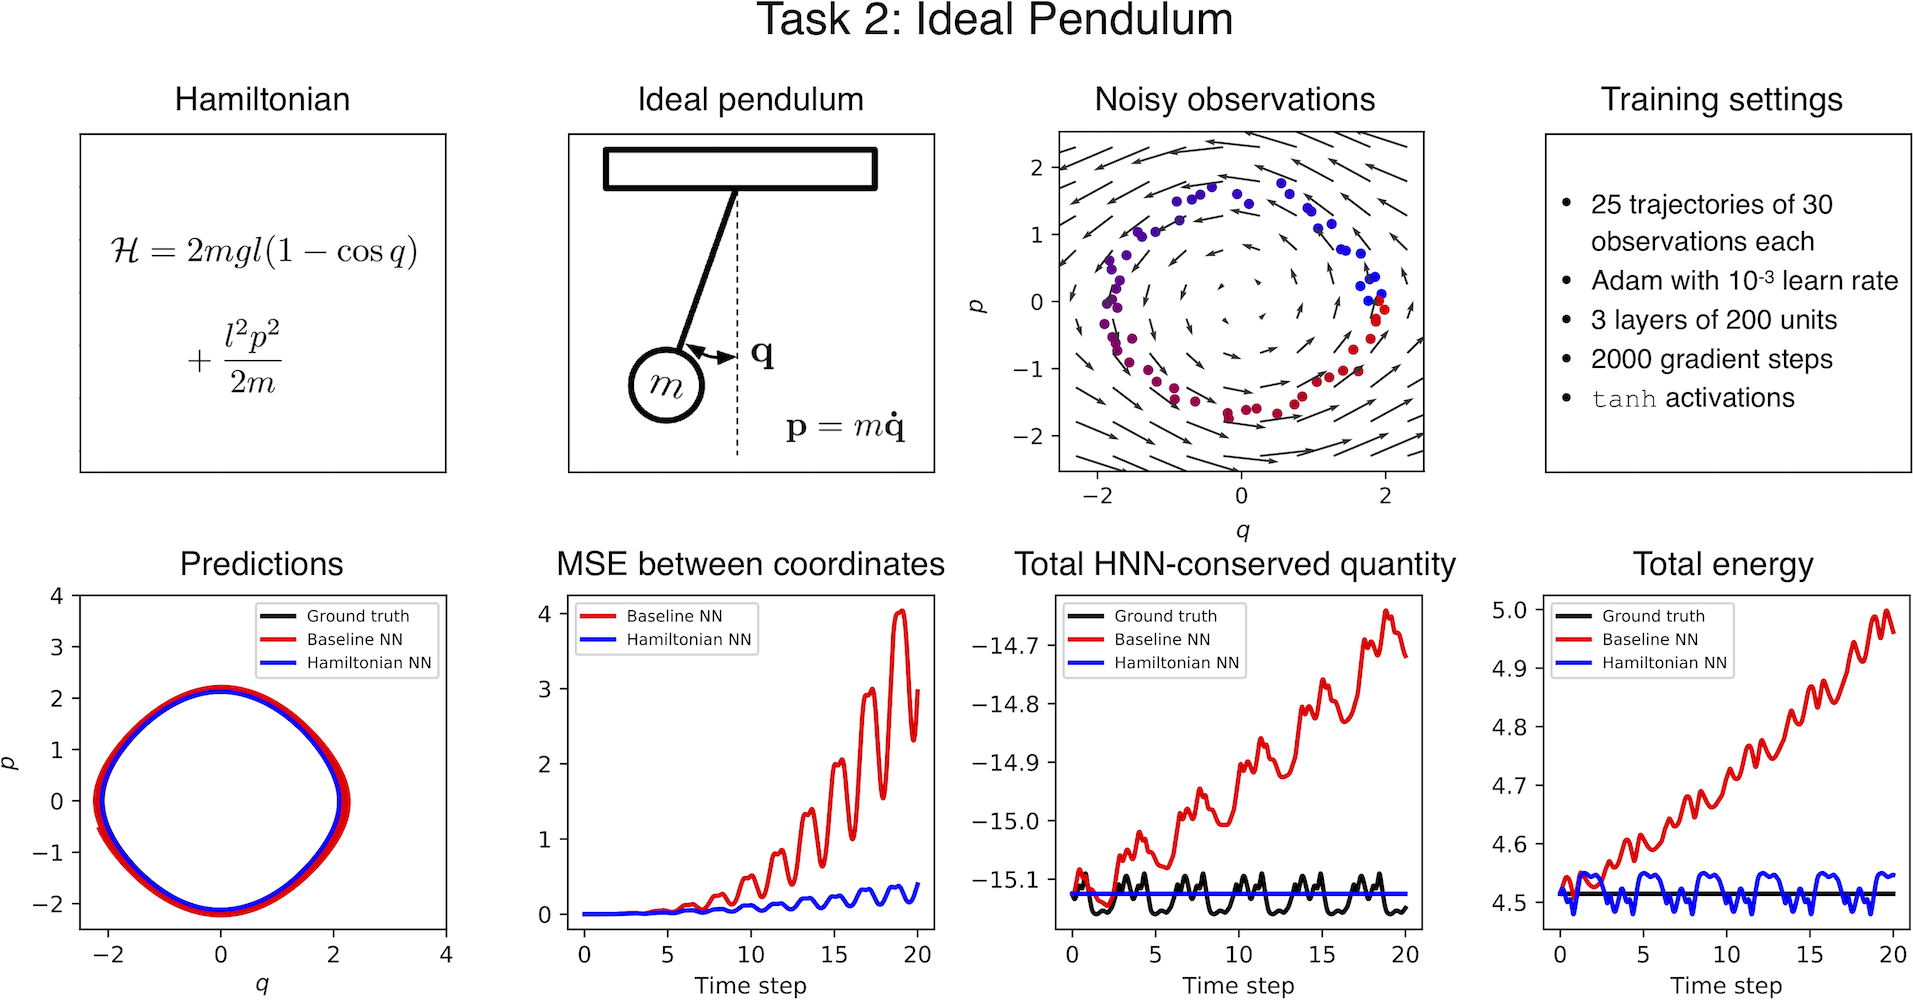 Task 2: Ideal Pendulum
Hamiltonian
ℋ = 2mgl(1 − cos q)
+ l²p² / 2m
Ideal pendulum
m
q
p = mq̇
Noisy observations
2
1
0
−1
−2
p
−2 0 2
q
Training settings
• 25 trajectories of 30
observations each
• Adam with 10⁻³ learn rate
• 3 layers of 200 units
• 2000 gradient steps
• tanh activations
Predictions
4
3
2
1
0
−1
−2
p
−2 0 2 4
q
Ground truth
Baseline NN
Hamiltonian NN
MSE between coordinates
4
3
2
1
0
0 5 10 15 20
Time step
Baseline NN
Hamiltonian NN
Total HNN-conserved quantity
−14.7
−14.8
−14.9
−15.0
−15.1
0 5 10 15 20
Time step
Ground truth
Baseline NN
Hamiltonian NN
Total energy
5.0
4.9
4.8
4.7
4.6
4.5
0 5 10 15 20
Time step
Ground truth
Baseline NN
Hamiltonian NN